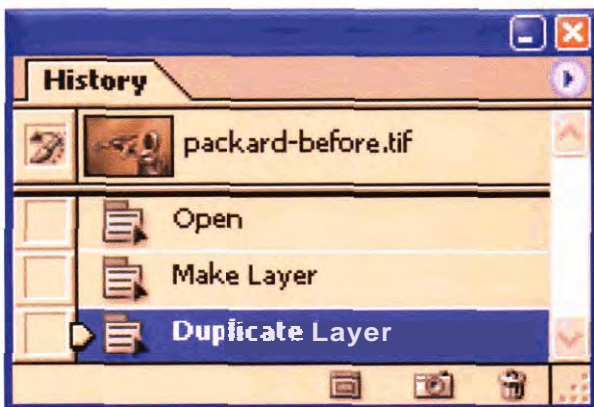 History
packard-before.tif
Open
Make Layer
Duplicate Layer